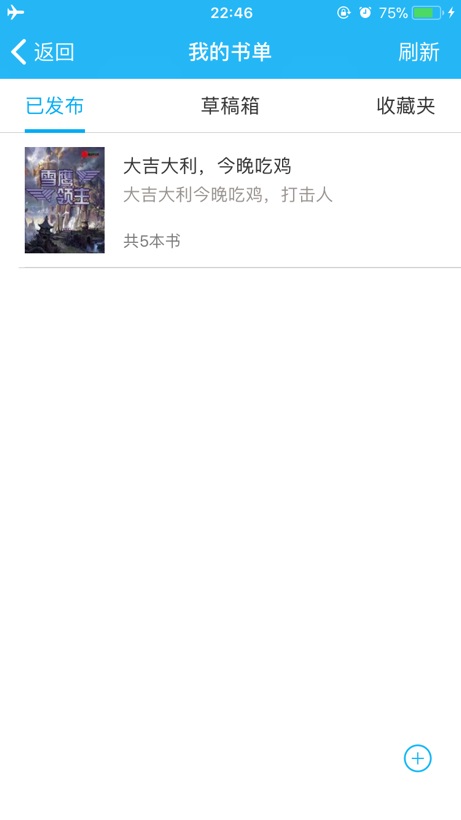 22:46
75%
返回
我的书单
刷新
已发布
草稿箱
收藏夹
雪鹰
领主
大吉大利，今晚吃鸡
大吉大利今晚吃鸡，打击人
共5本书